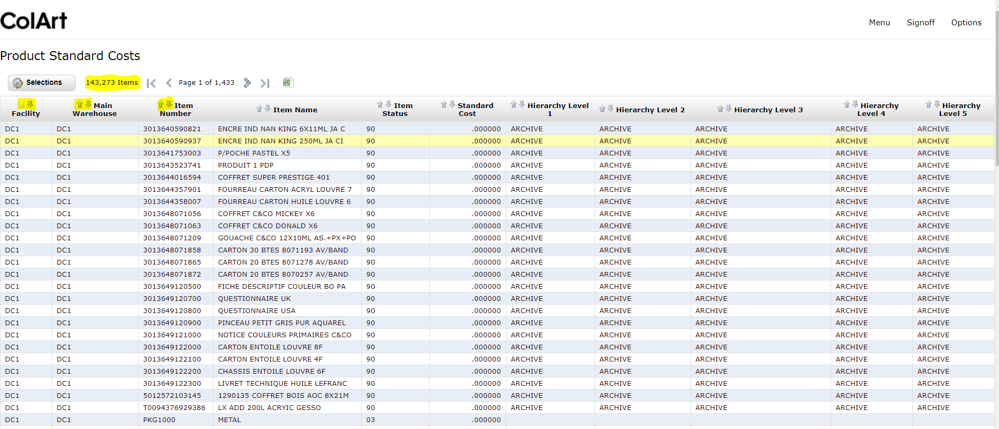 ColArt
Menu Signoff Options
Product Standard Costs
Selections 143,273 Items Page 1 of 1,433
Facility Main Warehouse Item Number Item Name Item Status Standard Cost Hierarchy Level 1 Hierarchy Level 2 Hierarchy Level 3 Hierarchy Level 4 Hierarchy Level 5
DC1 DC1 3013640590821 ENCRE IND NAN KING 6X11ML JA C 90 .000000 ARCHIVE ARCHIVE ARCHIVE ARCHIVE ARCHIVE
DC1 DC1 3013640590937 ENCRE IND NAN KING 250ML JA CI 90 .000000 ARCHIVE ARCHIVE ARCHIVE ARCHIVE ARCHIVE
DC1 DC1 3013641753003 P/POCHE PASTEL X5 90 .000000 ARCHIVE ARCHIVE ARCHIVE ARCHIVE ARCHIVE
DC1 DC1 3013643523741 PRODUIT 1 PDP 90 .000000 ARCHIVE ARCHIVE ARCHIVE ARCHIVE ARCHIVE
DC1 DC1 3013644016594 COFFRET SUPER PRESTIGE 401 90 .000000 ARCHIVE ARCHIVE ARCHIVE ARCHIVE ARCHIVE
DC1 DC1 3013644357901 FOURREAU CARTON ACRYL LOUVRE 7 90 .000000 ARCHIVE ARCHIVE ARCHIVE ARCHIVE ARCHIVE
DC1 DC1 3013644358007 FOURREAU CARTON HUILE LOUVRE 6 90 .000000 ARCHIVE ARCHIVE ARCHIVE ARCHIVE ARCHIVE
DC1 DC1 3013648071056 COFFRET C&CO MICKEY X6 90 .000000 ARCHIVE ARCHIVE ARCHIVE ARCHIVE ARCHIVE
DC1 DC1 3013648071063 COFFRET C&CO DONALD X6 90 .000000 ARCHIVE ARCHIVE ARCHIVE ARCHIVE ARCHIVE
DC1 DC1 3013648071209 GOUACHE C&CO 12X10ML AS.+PX+PO 90 .000000 ARCHIVE ARCHIVE ARCHIVE ARCHIVE ARCHIVE
DC1 DC1 3013648071858 CARTON 30 BTES 8071193 AV/BAND 90 .000000 ARCHIVE ARCHIVE ARCHIVE ARCHIVE ARCHIVE
DC1 DC1 3013648071865 CARTON 20 BTES 8071278 AV/BAND 90 .000000 ARCHIVE ARCHIVE ARCHIVE ARCHIVE ARCHIVE
DC1 DC1 3013648071872 CARTON 20 BTES 8070257 AV/BAND 90 .000000 ARCHIVE ARCHIVE ARCHIVE ARCHIVE ARCHIVE
DC1 DC1 3013649120500 FICHE DESCRIPTIF COULEUR BO PA 90 .000000 ARCHIVE ARCHIVE ARCHIVE ARCHIVE ARCHIVE
DC1 DC1 3013649120700 QUESTIONNAIRE UK 90 .000000 ARCHIVE ARCHIVE ARCHIVE ARCHIVE ARCHIVE
DC1 DC1 3013649120800 QUESTIONNAIRE USA 90 .000000 ARCHIVE ARCHIVE ARCHIVE ARCHIVE ARCHIVE
DC1 DC1 3013649120900 PINCEAU PETIT GRIS PUR AQUAREL 90 .000000 ARCHIVE ARCHIVE ARCHIVE ARCHIVE ARCHIVE
DC1 DC1 3013649121000 NOTICE COULEURS PRIMAIRES C&CO 90 .000000 ARCHIVE ARCHIVE ARCHIVE ARCHIVE ARCHIVE
DC1 DC1 3013649122000 CARTON ENTOILE LOUVRE 8F 90 .000000 ARCHIVE ARCHIVE ARCHIVE ARCHIVE ARCHIVE
DC1 DC1 3013649122100 CARTON ENTOILE LOUVRE 4F 90 .000000 ARCHIVE ARCHIVE ARCHIVE ARCHIVE ARCHIVE
DC1 DC1 3013649122200 CHASSIS ENTOILE LOUVRE 6F 90 .000000 ARCHIVE ARCHIVE ARCHIVE ARCHIVE ARCHIVE
DC1 DC1 3013649122300 LIVRET TECHNIQUE HUILE LEFRANC 90 .000000 ARCHIVE ARCHIVE ARCHIVE ARCHIVE ARCHIVE
DC1 DC1 5012572103145 1290135 COFFRET BOIS AOC 8X21M 90 .000000 ARCHIVE ARCHIVE ARCHIVE ARCHIVE ARCHIVE
DC1 DC1 T0094376929386 LX ADD 200L ACRYIC GESSO 90 .000000 ARCHIVE ARCHIVE ARCHIVE ARCHIVE ARCHIVE
DC1 DC1 PKG1000 METAL 03 .000000